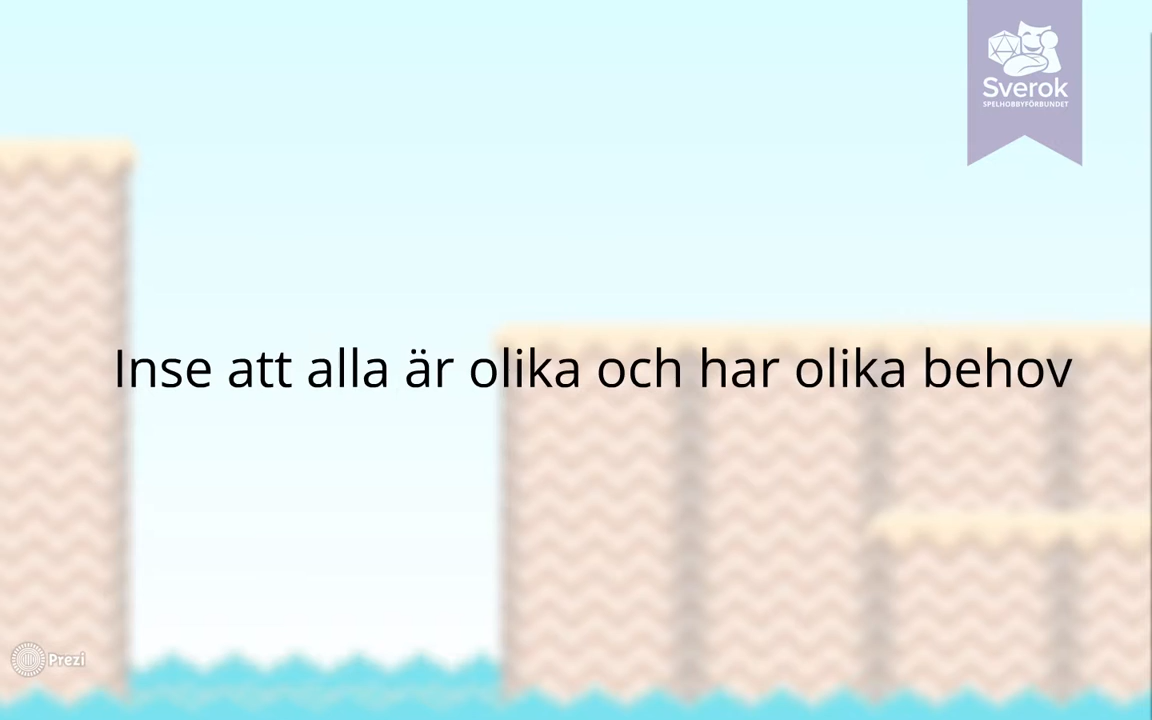 Sverok
SPELHOBBYFÖRBUNDET
Inse att alla är olika och har olika behov
Prezi